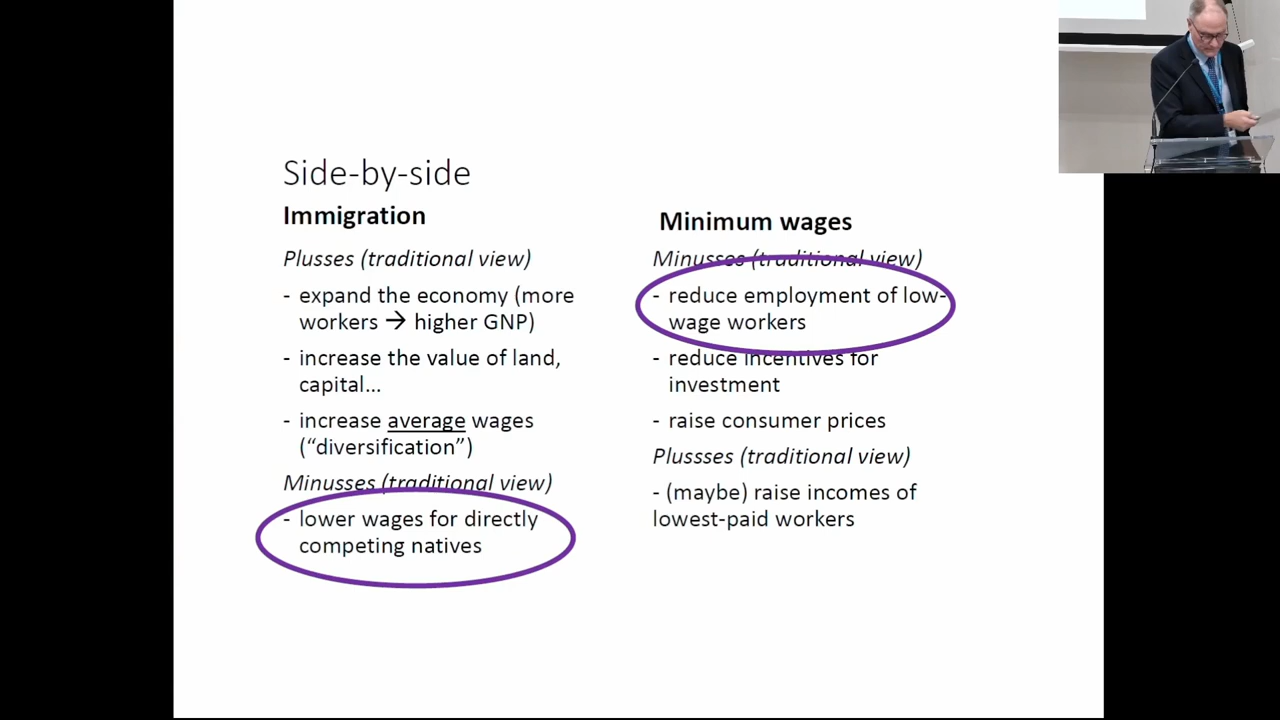 Side-by-side
Immigration
Plusses (traditional view)
- expand the economy (more
workers → higher GNP)
- increase the value of land,
capital...
- increase average wages
("diversification")
Minusses (traditional view)
- lower wages for directly
competing natives
Minimum wages
Minusses (traditional view)
- reduce employment of low-
wage workers
- reduce incentives for
investment
- raise consumer prices
Plussses (traditional view)
- (maybe) raise incomes of
lowest-paid workers